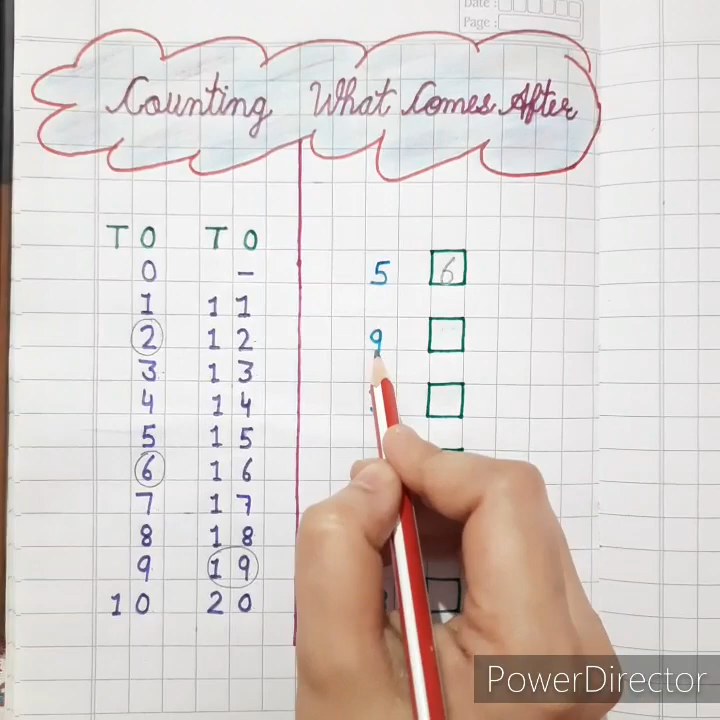 Date :
Page :
Counting What Comes After
T O T O
0 –
1 1 1
2 1 2
3 1 3
4 1 4
5 1 5
6 1 6
7 1 7
8 1 8
9 1 9
1 0 2 0
5 6
9
PowerDirector